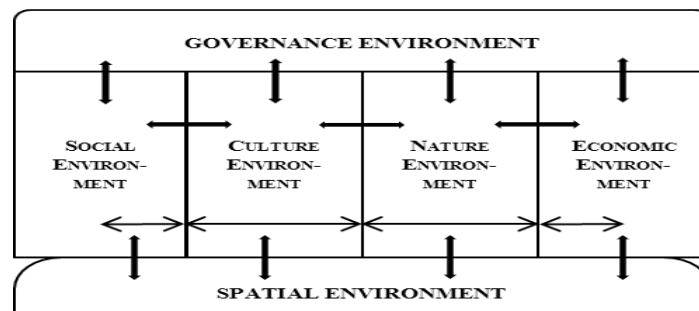 GOVERNANCE ENVIRONMENT
SOCIAL
ENVIRON-
MENT
CULTURE
ENVIRON-
MENT
NATURE
ENVIRON-
MENT
ECONOMIC
ENVIRON-
MENT
SPATIAL ENVIRONMENT